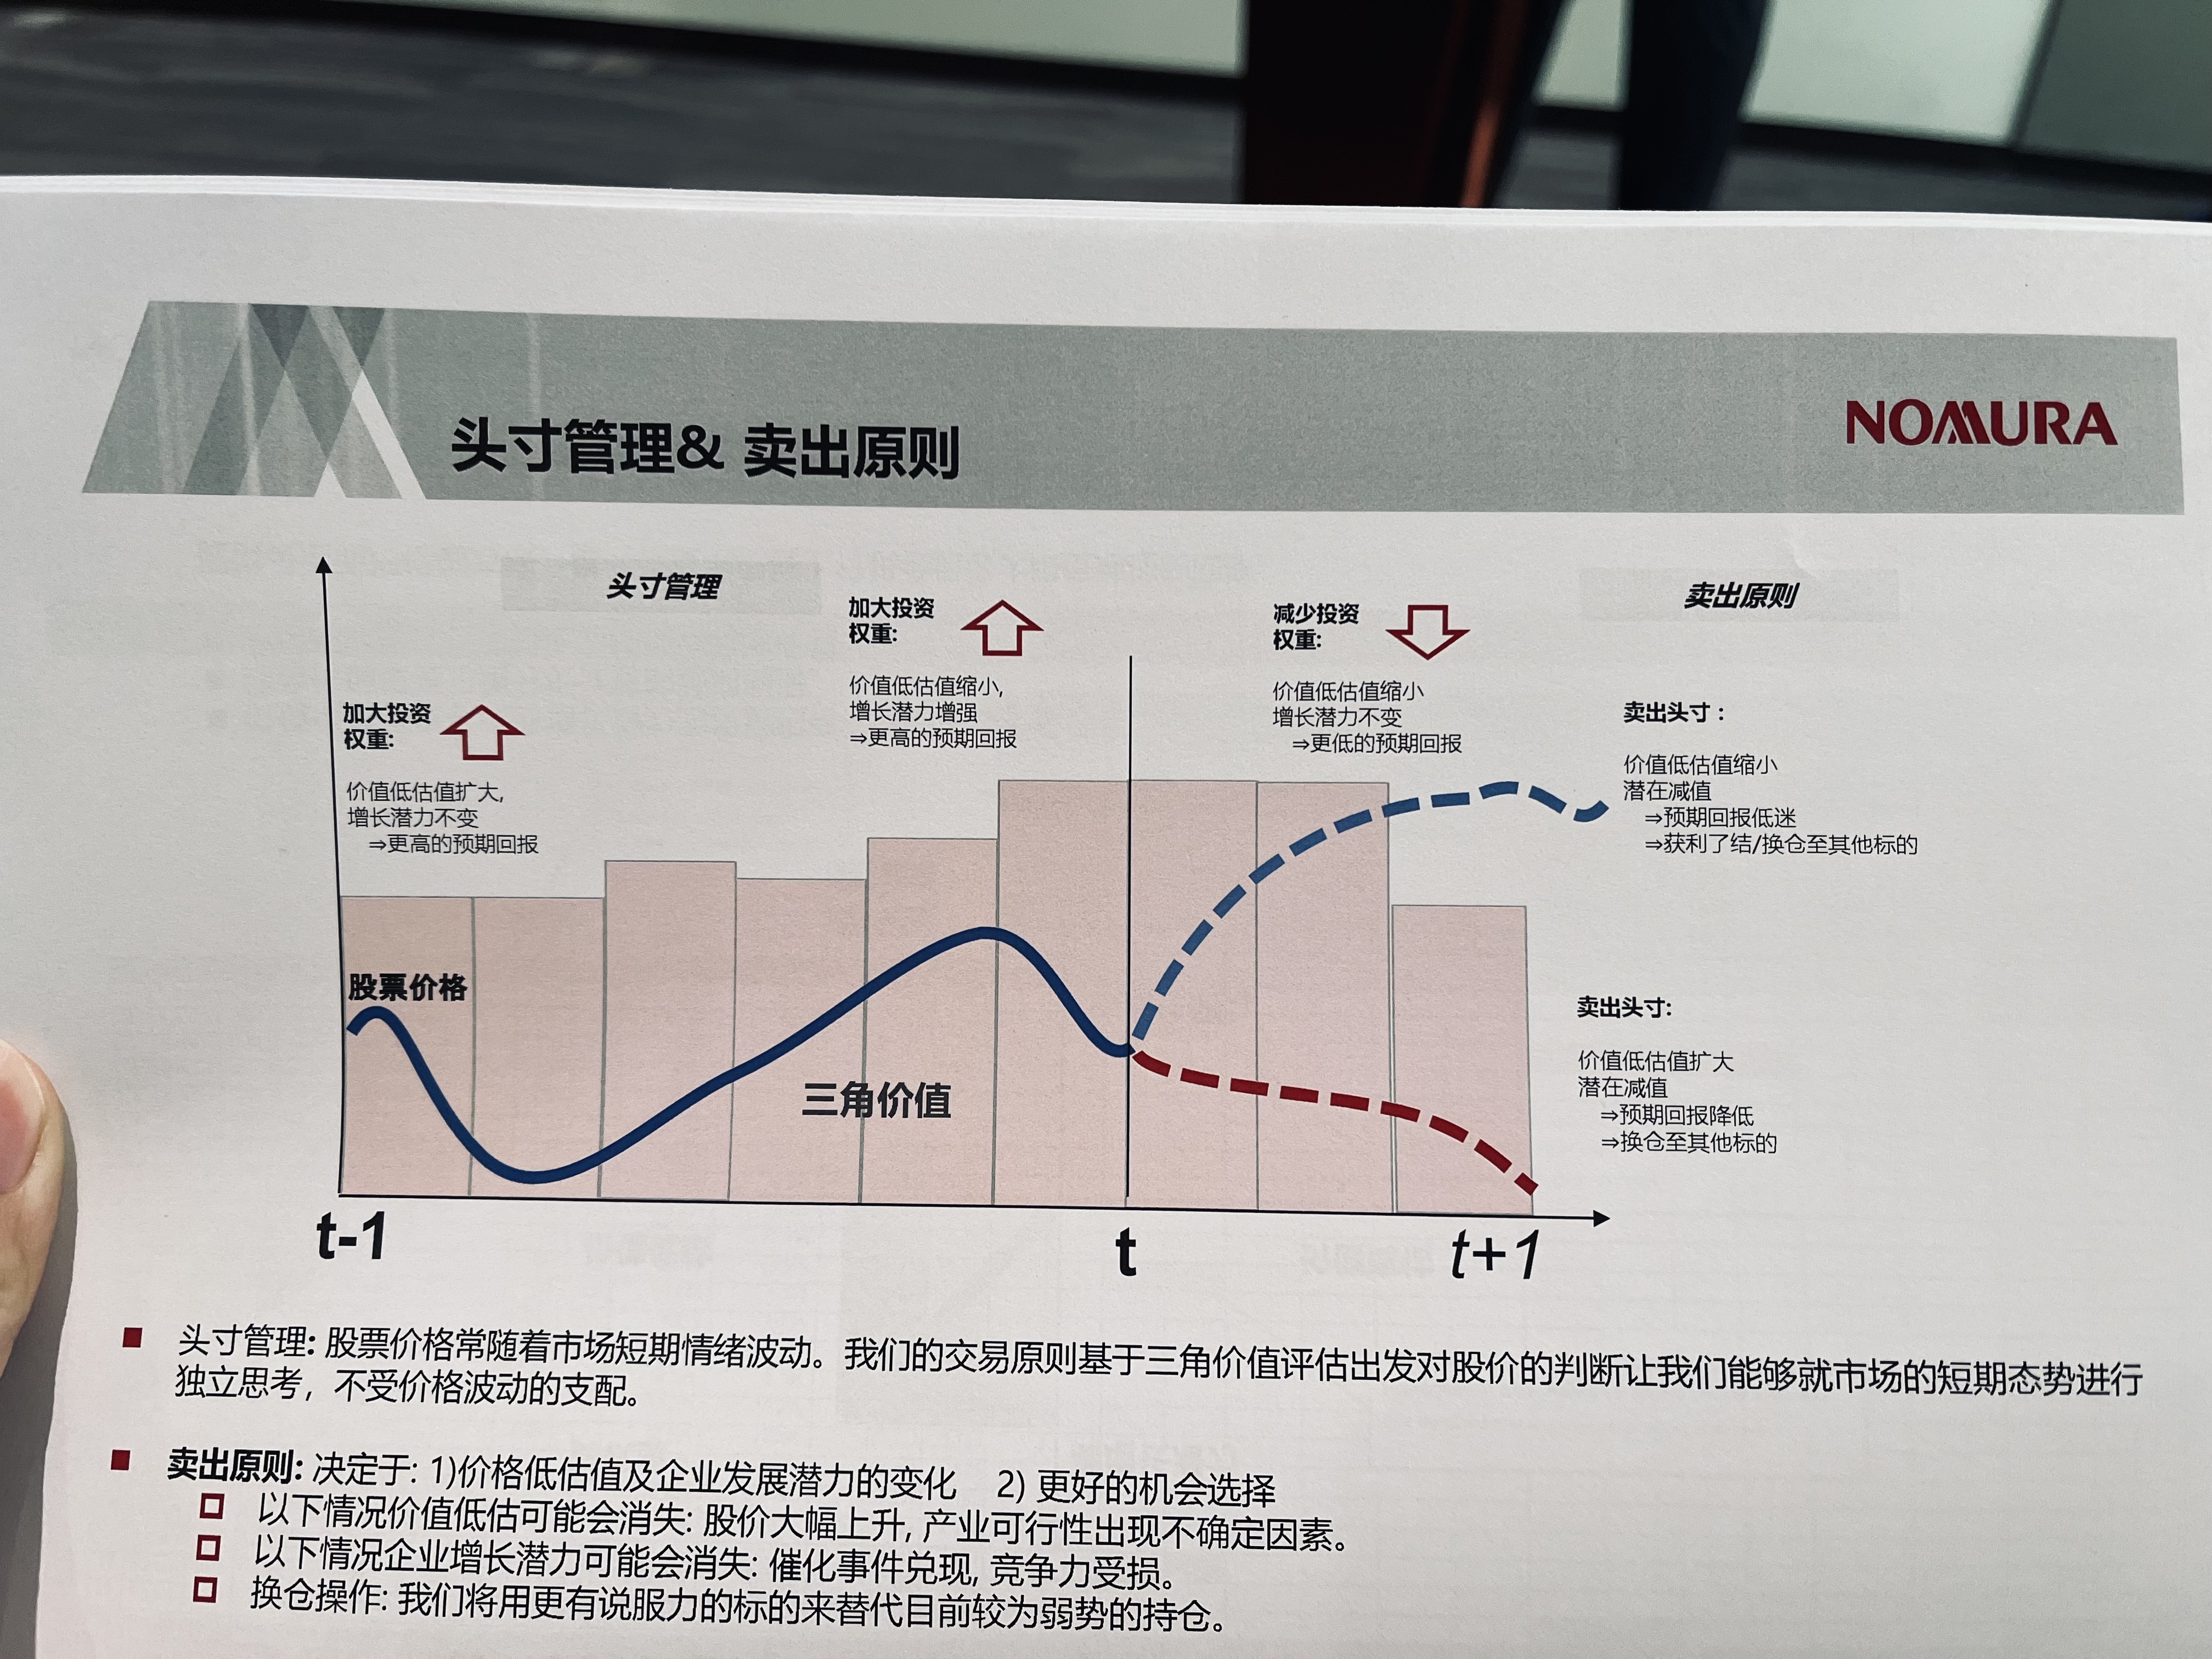 头寸管理& 卖出原则
NOMURA
头寸管理
卖出原则
加大投资
权重:
价值低估值扩大,
增长潜力不变
⇒更高的预期回报
加大投资
权重:
价值低估值缩小,
增长潜力增强
⇒更高的预期回报
减少投资
权重:
价值低估值缩小
增长潜力不变
⇒更低的预期回报
卖出头寸：
价值低估值缩小
潜在减值
⇒预期回报低迷
⇒获利了结/换仓至其他标的
股票价格
三角价值
卖出头寸:
价值低估值扩大
潜在减值
⇒预期回报降低
⇒换仓至其他标的
t-1
t
t+1
头寸管理: 股票价格常随着市场短期情绪波动。我们的交易原则基于三角价值评估出发对股价的判断让我们能够就市场的短期态势进行
独立思考，不受价格波动的支配。
卖出原则: 决定于: 1)价格低估值及企业发展潜力的变化 2) 更好的机会选择
以下情况价值低估可能会消失: 股价大幅上升, 产业可行性出现不确定因素。
以下情况企业增长潜力可能会消失: 催化事件兑现, 竞争力受损。
换仓操作: 我们将用更有说服力的标的来替代目前较为弱势的持仓。